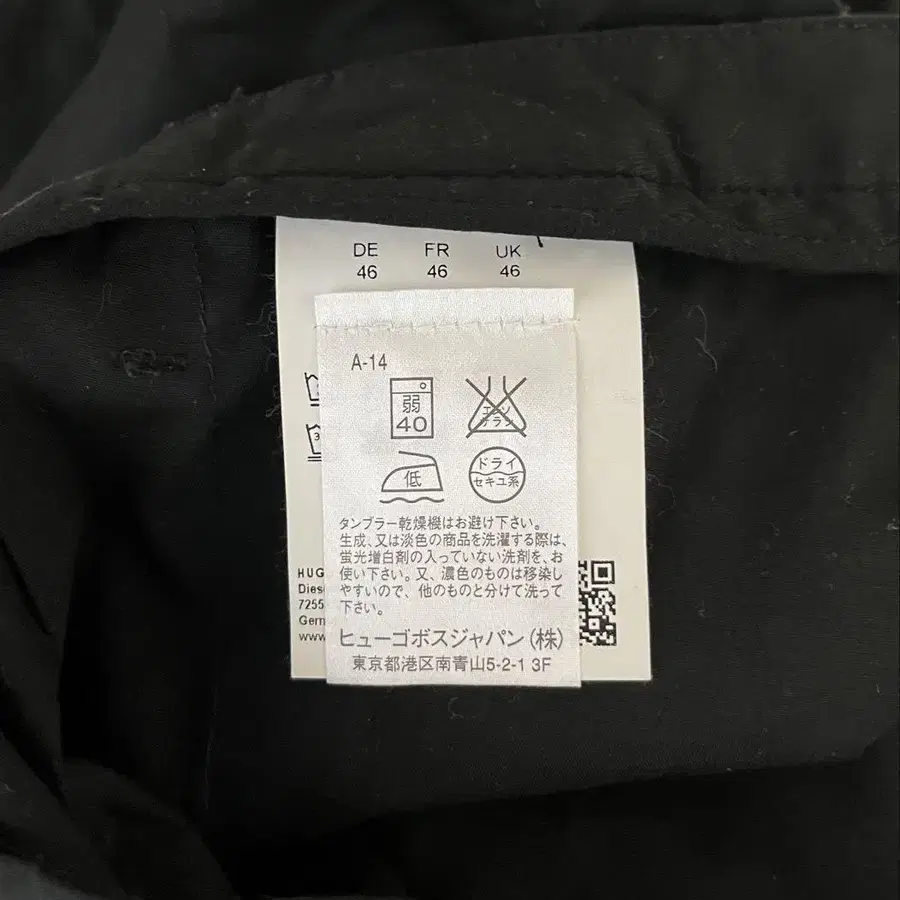 DE FR UK
46 46 46
A-14
弱
40
エンソ
サラシ
低
ドライ
セキユ系
タンブラー乾燥機はお避け下さい。
生成、又は淡色の商品を洗濯する際は、
蛍光増白剤の入っていない洗剤を、お
使い下さい。又、濃色のものは移染し
やすいので、他のものと分けて洗って
下さい。
ヒューゴボスジャパン(株)
東京都港区南青山5-2-1 3F
HUG
Diese
7255
Germ
www